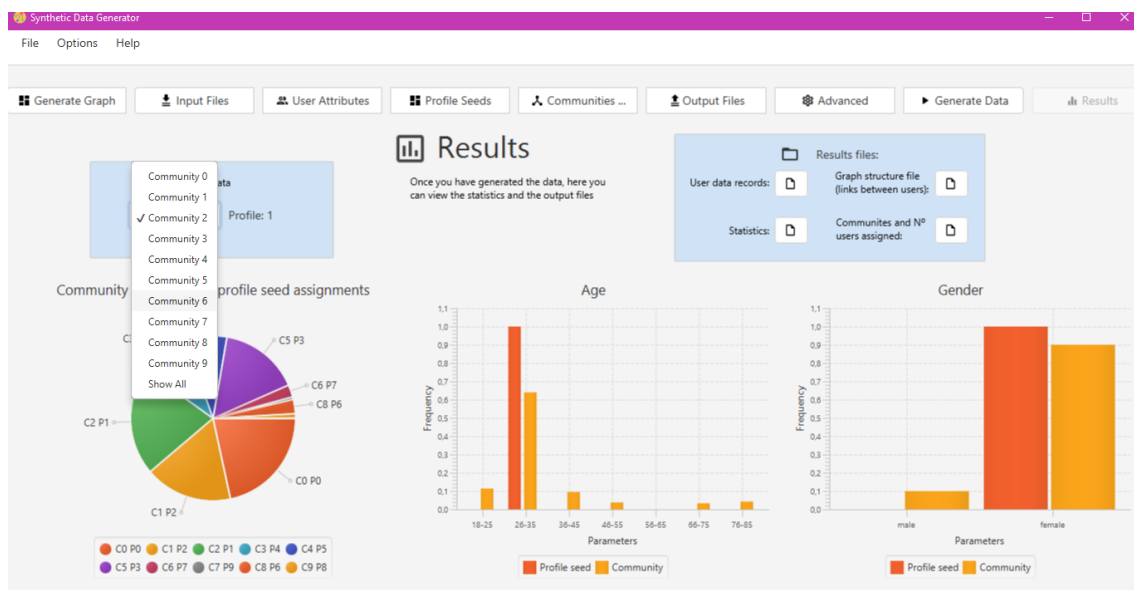 Synthetic Data Generator
File Options Help
Generate Graph Input Files User Attributes Profile Seeds Communities ... Output Files Advanced Generate Data Results
Results
Once you have generated the data, here you
can view the statistics and the output files
Results files:
User data records:
Graph structure file
(links between users):
Statistics:
Communites and Nº
users assigned:
ata
Profile: 1
Community 0
Community 1
✓ Community 2
Community 3
Community 4
Community 5
Community 6
Community 7
Community 8
Community 9
Show All
Community
profile seed assignments
C5 P3
C6 P7
C8 P6
C0 P0
C1 P2
C2 P1
C0 P0 C1 P2 C2 P1 C3 P4 C4 P5
C5 P3 C6 P7 C7 P9 C8 P6 C9 P8
Age
Frequency
1,1
1,0
0,9
0,8
0,7
0,6
0,5
0,4
0,3
0,2
0,1
0,0
18-25 26-35 36-45 46-55 56-65 66-75 76-85
Parameters
Profile seed Community
Gender
Frequency
1,1
1,0
0,9
0,8
0,7
0,6
0,5
0,4
0,3
0,2
0,1
0,0
male female
Parameters
Profile seed Community